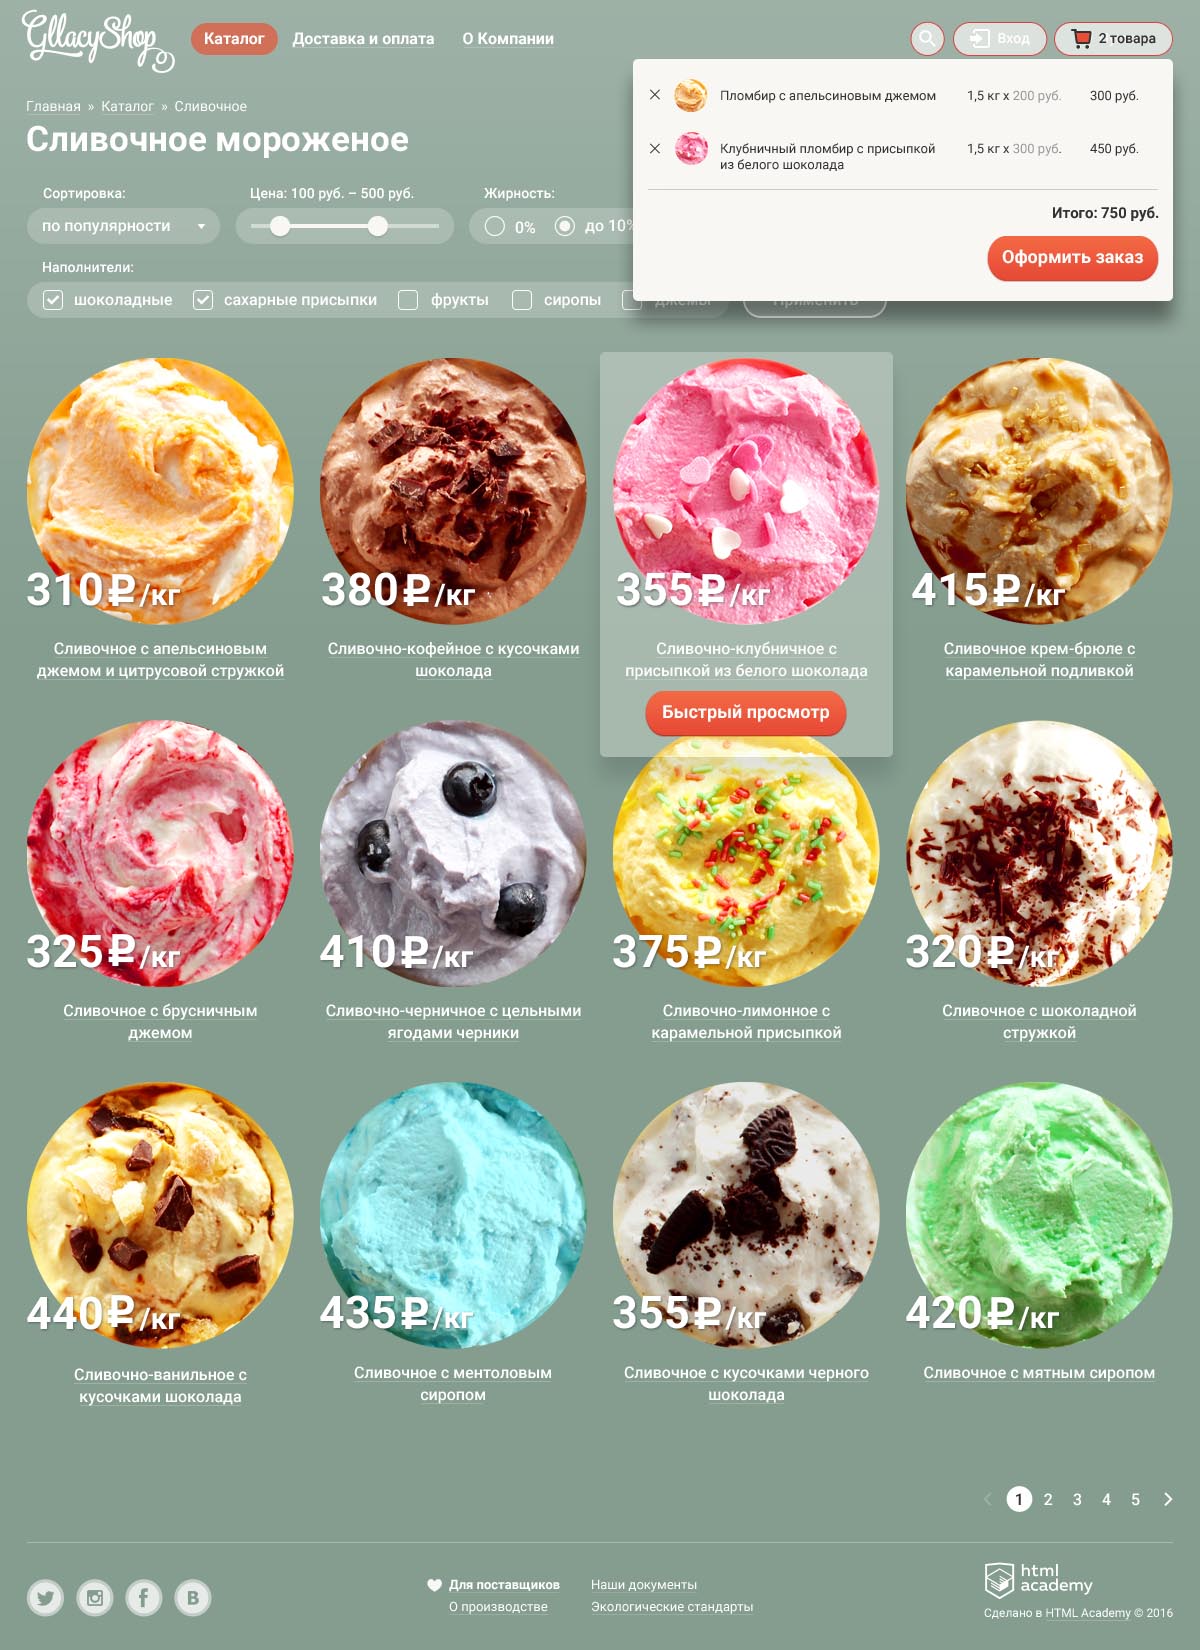 GllacyShop
Каталог
Доставка и оплата
О Компании
Вход
2 товара
Пломбир с апельсиновым джемом
1,5 кг х 200 руб.
300 руб.
Клубничный пломбир с присыпкой
из белого шоколада
1,5 кг х 300 руб.
450 руб.
Итого: 750 руб.
Оформить заказ
Главная » Каталог » Сливочное
Сливочное мороженое
Сортировка:
по популярности
Цена: 100 руб. – 500 руб.
Жирность:
0%
до 10%
Наполнители:
шоколадные
сахарные присыпки
фрукты
сиропы
джемы
Применить
310₽/кг
Сливочное с апельсиновым
джемом и цитрусовой стружкой
380₽/кг
Сливочно-кофейное с кусочками
шоколада
355₽/кг
Сливочно-клубничное с
присыпкой из белого шоколада
Быстрый просмотр
415₽/кг
Сливочное крем-брюле с
карамельной подливкой
325₽/кг
Сливочное с брусничным
джемом
410₽/кг
Сливочно-черничное с цельными
ягодами черники
375₽/кг
Сливочно-лимонное с
карамельной присыпкой
320₽/кг
Сливочное с шоколадной
стружкой
440₽/кг
Сливочно-ванильное с
кусочками шоколада
435₽/кг
Сливочное с ментоловым
сиропом
355₽/кг
Сливочное с кусочками черного
шоколада
420₽/кг
Сливочное с мятным сиропом
1 2 3 4 5
В
Для поставщиков
О производстве
Наши документы
Экологические стандарты
html
academy
Сделано в HTML Academy © 2016